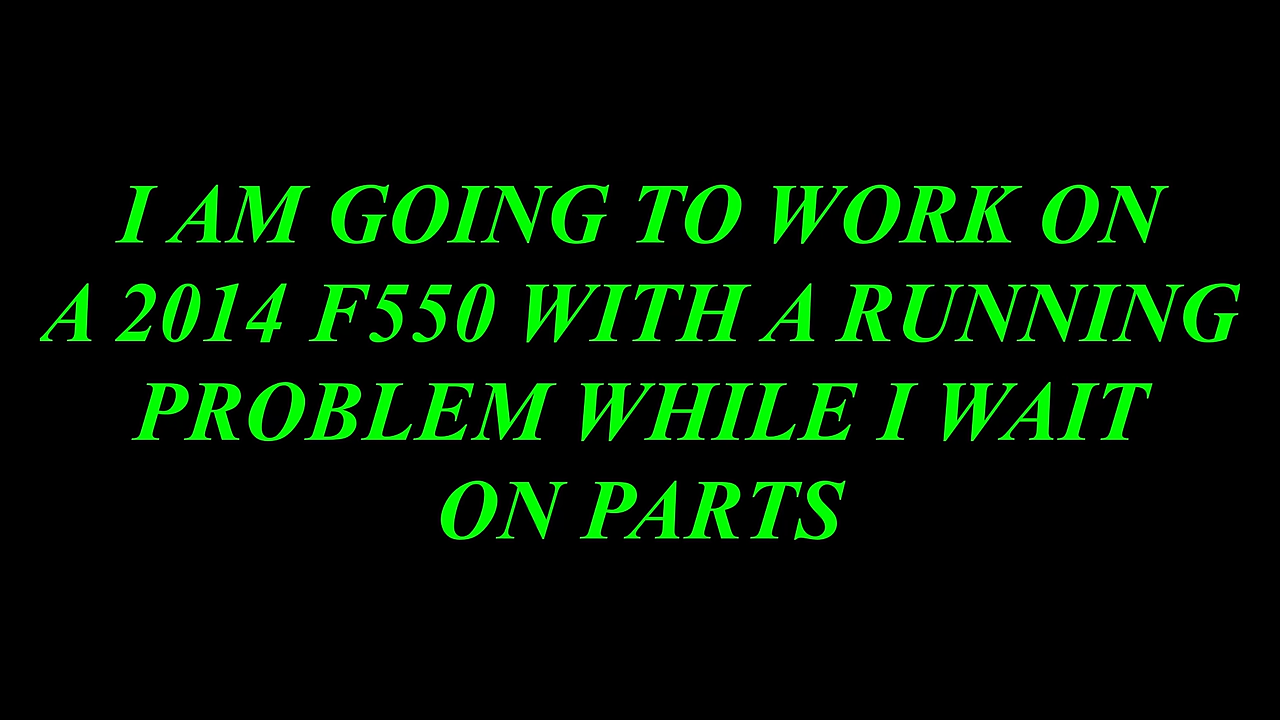 I AM GOING TO WORK ON
A 2014 F550 WITH A RUNNING
PROBLEM WHILE I WAIT
ON PARTS